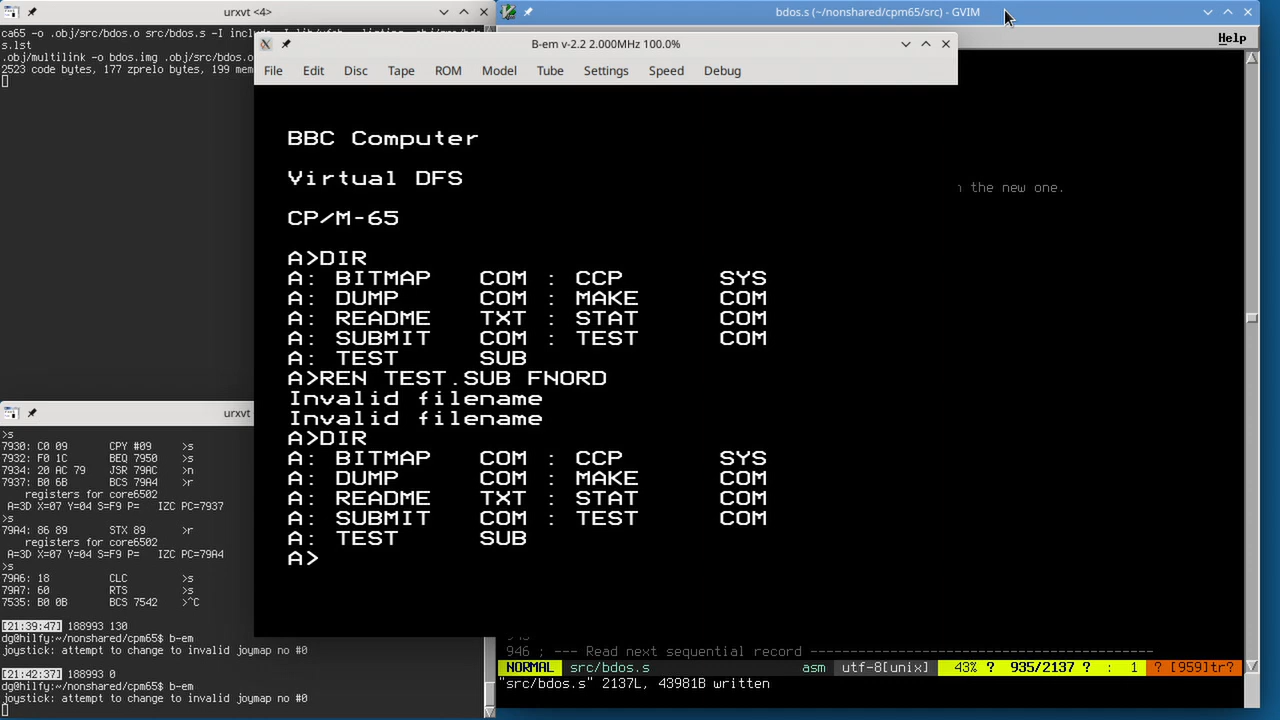 urxvt <4>
bdos.s (~/nonshared/cpm65/src) - GVIM
ca65 -o .obj/src/bdos.o src/bdos.s -I include
s.lst
.obj/multilink -o bdos.img .obj/src/bdos.o
2523 code bytes, 177 zprelo bytes, 199 mem
Help
B-em v-2.2 2.000MHz 100.0%
File Edit Disc Tape ROM Model Tube Settings Speed Debug
BBC Computer
Virtual DFS
CP/M-65
A>DIR
A: BITMAP COM : CCP SYS
A: DUMP COM : MAKE COM
A: README TXT : STAT COM
A: SUBMIT COM : TEST COM
A: TEST SUB
A>REN TEST.SUB FNORD
Invalid filename
Invalid filename
A>DIR
A: BITMAP COM : CCP SYS
A: DUMP COM : MAKE COM
A: README TXT : STAT COM
A: SUBMIT COM : TEST COM
A: TEST SUB
A>
the new one.
urxvt
>s
7930: C0 09 CPY #09 >s
7932: F0 1C BEQ 7950 >s
7934: 20 AC 79 JSR 79AC >n
7937: B0 6B BCS 79A4 >r
registers for core6502
A=3D X=07 Y=04 S=F9 P= IZC PC=7937
>s
79A4: 86 89 STX 89 >r
registers for core6502
A=3D X=07 Y=04 S=F9 P= IZC PC=79A4
>s
79A6: 18 CLC >s
79A7: 60 RTS >s
7535: B0 0B BCS 7542 >^C
[21:39:47] 188993 130
dg@hilfy:~/nonshared/cpm65$ b-em
joystick: attempt to change to invalid joymap no #0
[21:42:37] 188993 0
dg@hilfy:~/nonshared/cpm65$ b-em
joystick: attempt to change to invalid joymap no #0
946 ; --- Read next sequential record ----------------------------------
NORMAL src/bdos.s asm utf-8[unix] 43% ? 935/2137 ? : 1 ? [959]tr?
"src/bdos.s" 2137L, 43981B written